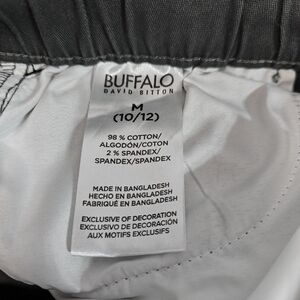 BUFFALO
DAVID BITTON
M
(10/12)
98 % COTTON/
ALGODÓN/COTON
2 % SPANDEX/
SPANDEX/SPANDEX
MADE IN BANGLADESH
HECHO EN BANGLADESH
FABRIQUÉ EN BANGLADESH
EXCLUSIVE OF DECORATION
EXCLUSIVO DE DECORACIÓN
AUX MOTIFS EXCLUSIFS